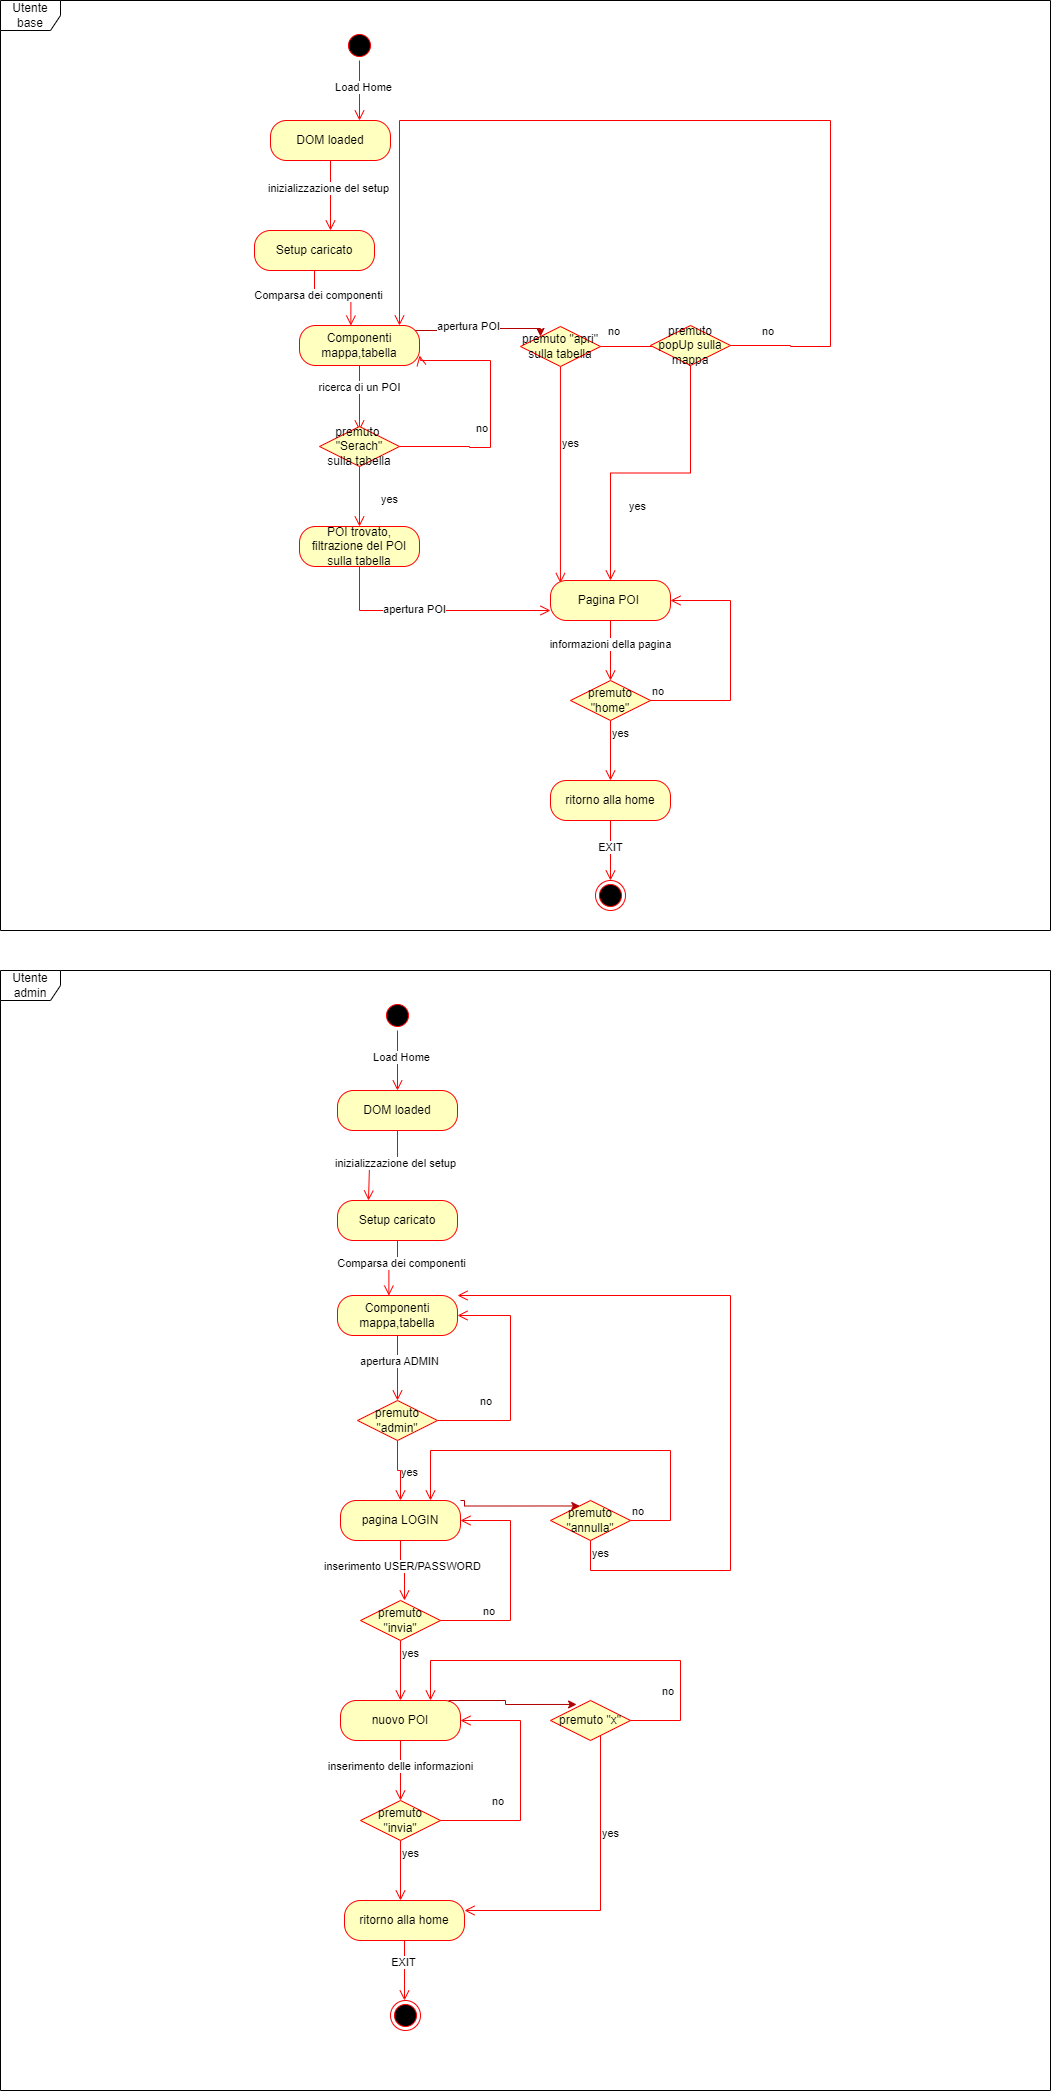 Utente
base
Load Home
DOM loaded
inizializzazione del setup
Setup caricato
Comparsa dei componenti
Componenti
mappa,tabella
apertura POI
premuto "apri"
sulla tabella
no
premuto
popUp sulla
mappa
no
ricerca di un POI
premuto
"Serach"
sulla tabella
no
yes
yes
yes
POI trovato,
filtrazione del POI
sulla tabella
apertura POI
Pagina POI
informazioni della pagina
premuto
"home"
no
yes
ritorno alla home
EXIT
Utente
admin
Load Home
DOM loaded
inizializzazione del setup
Setup caricato
Comparsa dei componenti
Componenti
mappa,tabella
apertura ADMIN
premuto
"admin"
no
yes
pagina LOGIN
premuto
"annulla"
no
yes
inserimento USER/PASSWORD
premuto
"invia"
no
yes
nuovo POI
premuto "x"
no
inserimento delle informazioni
premuto
"invia"
no
yes
yes
ritorno alla home
EXIT